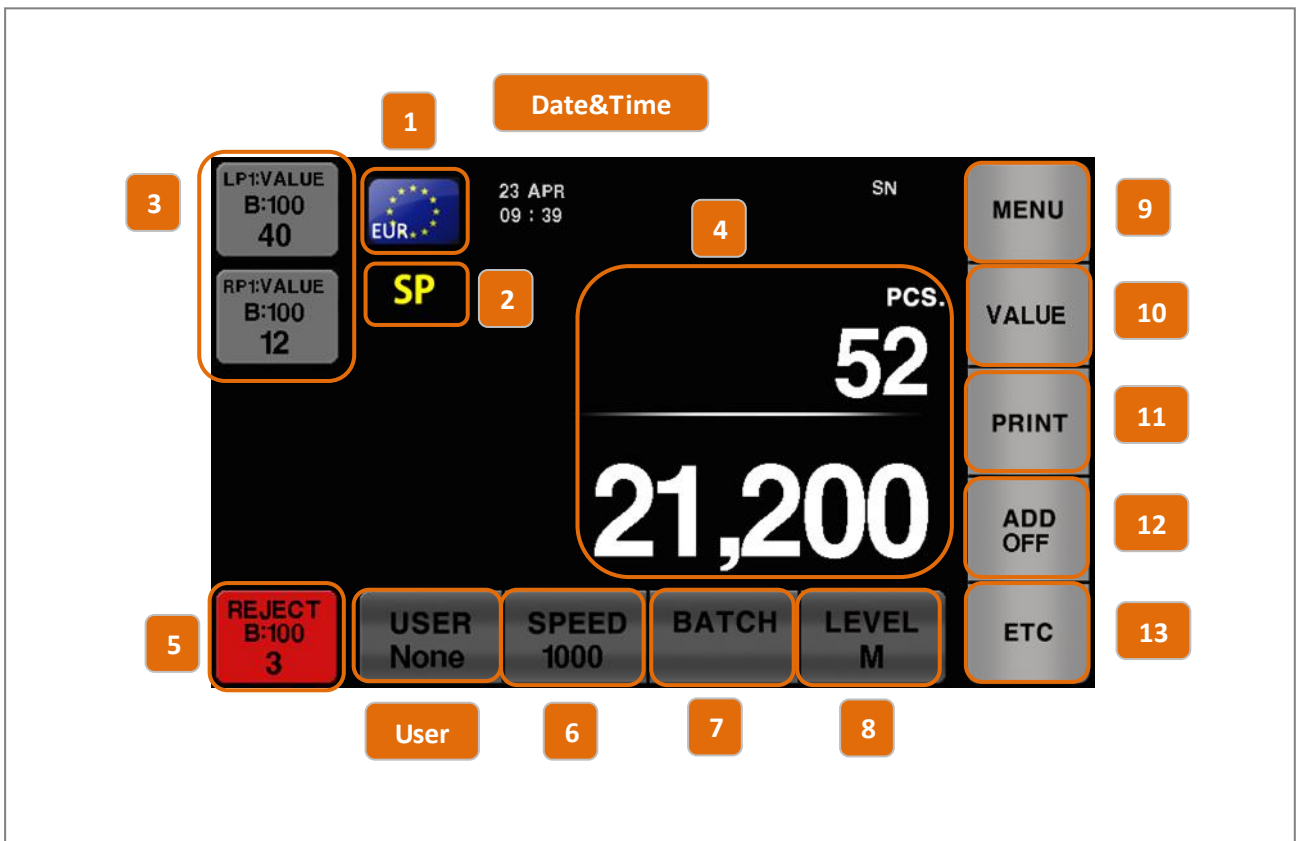 Date&Time
1
3
LP1:VALUE
B:100
40
EUR
23 APR
09 : 39
SN
4
MENU
9
RP1:VALUE
B:100
12
SP
2
PCS.
52
VALUE
10
PRINT
11
21,200
ADD
OFF
12
5
REJECT
B:100
3
USER
None
SPEED
1000
BATCH
LEVEL
M
ETC
13
User
6
7
8